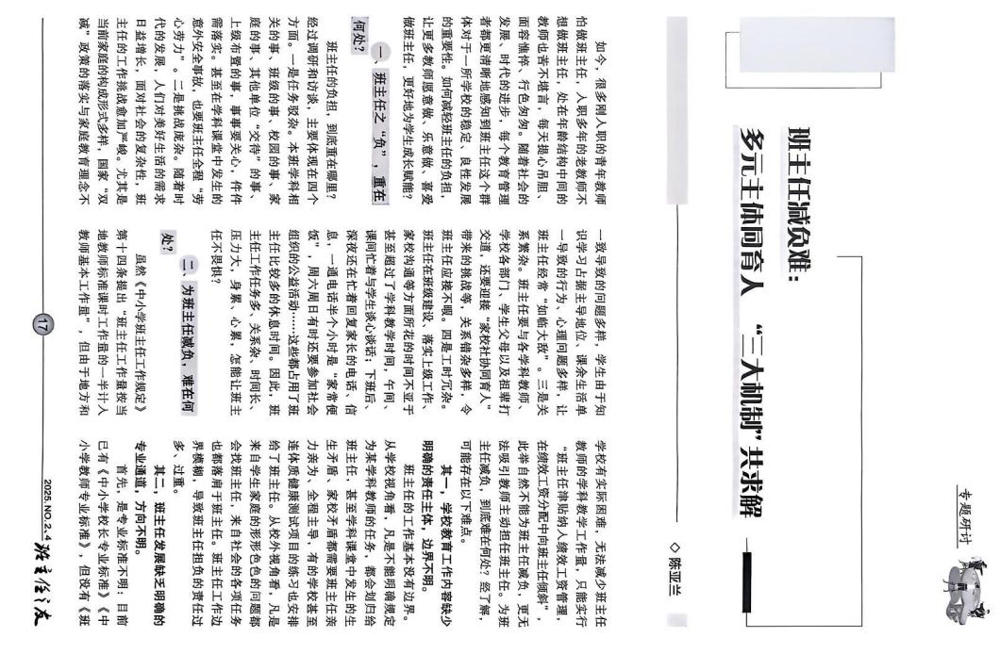 专题研讨
班主任减负难：
多元主体同育人 “三大机制”共求解
◇ 陈亚兰
如今，很多刚入职的青年教师
怕做班主任，入职多年的老教师不
想做班主任，处在年龄结构中间的
教师也苦不堪言，每天提心吊胆、
面容憔悴、行色匆匆。随着社会的
发展、时代的进步，每个教育管理
者都更清晰地感知到班主任这个群
体对于一所学校的稳定、良性发展
的重要性。如何减轻班主任的负担，
让更多教师愿意做、乐意做、喜爱
做班主任，更好地为学生成长赋能？
一、班主任之“负”，重在
何处？
班主任的负担，到底重在哪里？
经过调研和访谈，主要体现在四个
方面。一是任务驳杂。本班学科相
关的事、班级的事、校园的事、家
庭的事、其他单位“交待”的事、
上级布置的事，事事要关心，件件
需落实。甚至在学科课堂中发生的
意外安全事故，也要班主任全程“劳
心劳力”。二是挑战庞杂。随着时
代的发展，人们对美好生活的需求
日益增长，面对社会的复杂性，班
主任的工作挑战愈加严峻。尤其是
当前家庭的构成形式多样，国家“双
减”政策的落实与家庭教育理念不
一致导致的问题多样，学生由于知
识学习占据主导地位、课余生活单
一导致的行为、心理问题多样，让
班主任经常“如临大敌”。三是关
系繁杂。班主任要与各学科教师、
学校各部门、学生父母以及祖辈打
交道，还要迎接“家校社协同育人”
带来的挑战等，关系错杂多样，令
班主任应接不暇。四是工时冗杂。
班主任在班级建设、落实上级工作、
家校沟通等方面所花的时间不亚于
甚至超过了学科教学时间，午间、
课间忙着与学生谈心谈话；下班后、
深夜还在忙着回复家长的电话、信
息，一通电话半个小时是“家常便
饭”，周六周日有时还要参加社会
组织的公益活动……这些都占用了班
主任比较多的休息时间。因此，班
主任工作任务多、关系杂、时间长、
压力大，身累、心累，怎能让班主
任不畏惧？
二、为班主任减负，难在何
处？
虽然《中小学班主任工作规定》
第十四条提出“班主任工作量按当
地教师标准课时工作量的一半计入
教师基本工作量”，但由于地方和
学校有实际困难，无法减少班主任
教师的学科教学工作量，只能实行
“班主任津贴纳入绩效工资管理，
在绩效工资分配中向班主任倾斜”，
此举自然不能为班主任减负，更无
法吸引教师主动担任班主任。为班
主任减负，到底难在何处？经了解，
可能存在以下难点。
其一，学校教育工作内容缺少
明确的责任主体，边界不明。
班主任的工作基本没有边界。
从学校视角看，凡是不能明确规定
为某学科教师的任务，都会划归给
班主任，甚至学科课堂中发生的生
生矛盾、家校矛盾都需要班主任亲
力亲为、全程主导，有的学校甚至
连体质健康测试项目的练习也安排
给了班主任。从校外视角看，凡是
来自学生家庭的形形色色的问题都
会找班主任，来自社会的各项任务
也都落肩于班主任。班主任工作边
界模糊，导致班主任担负的责任过
多、过重。
其二，班主任发展缺乏明确的
专业通道，方向不明。
首先，是专业标准不明：目前
已有《中小学校长专业标准》《中
小学教师专业标准》，但没有《班
17
2025.NO.2、4 班主任之友